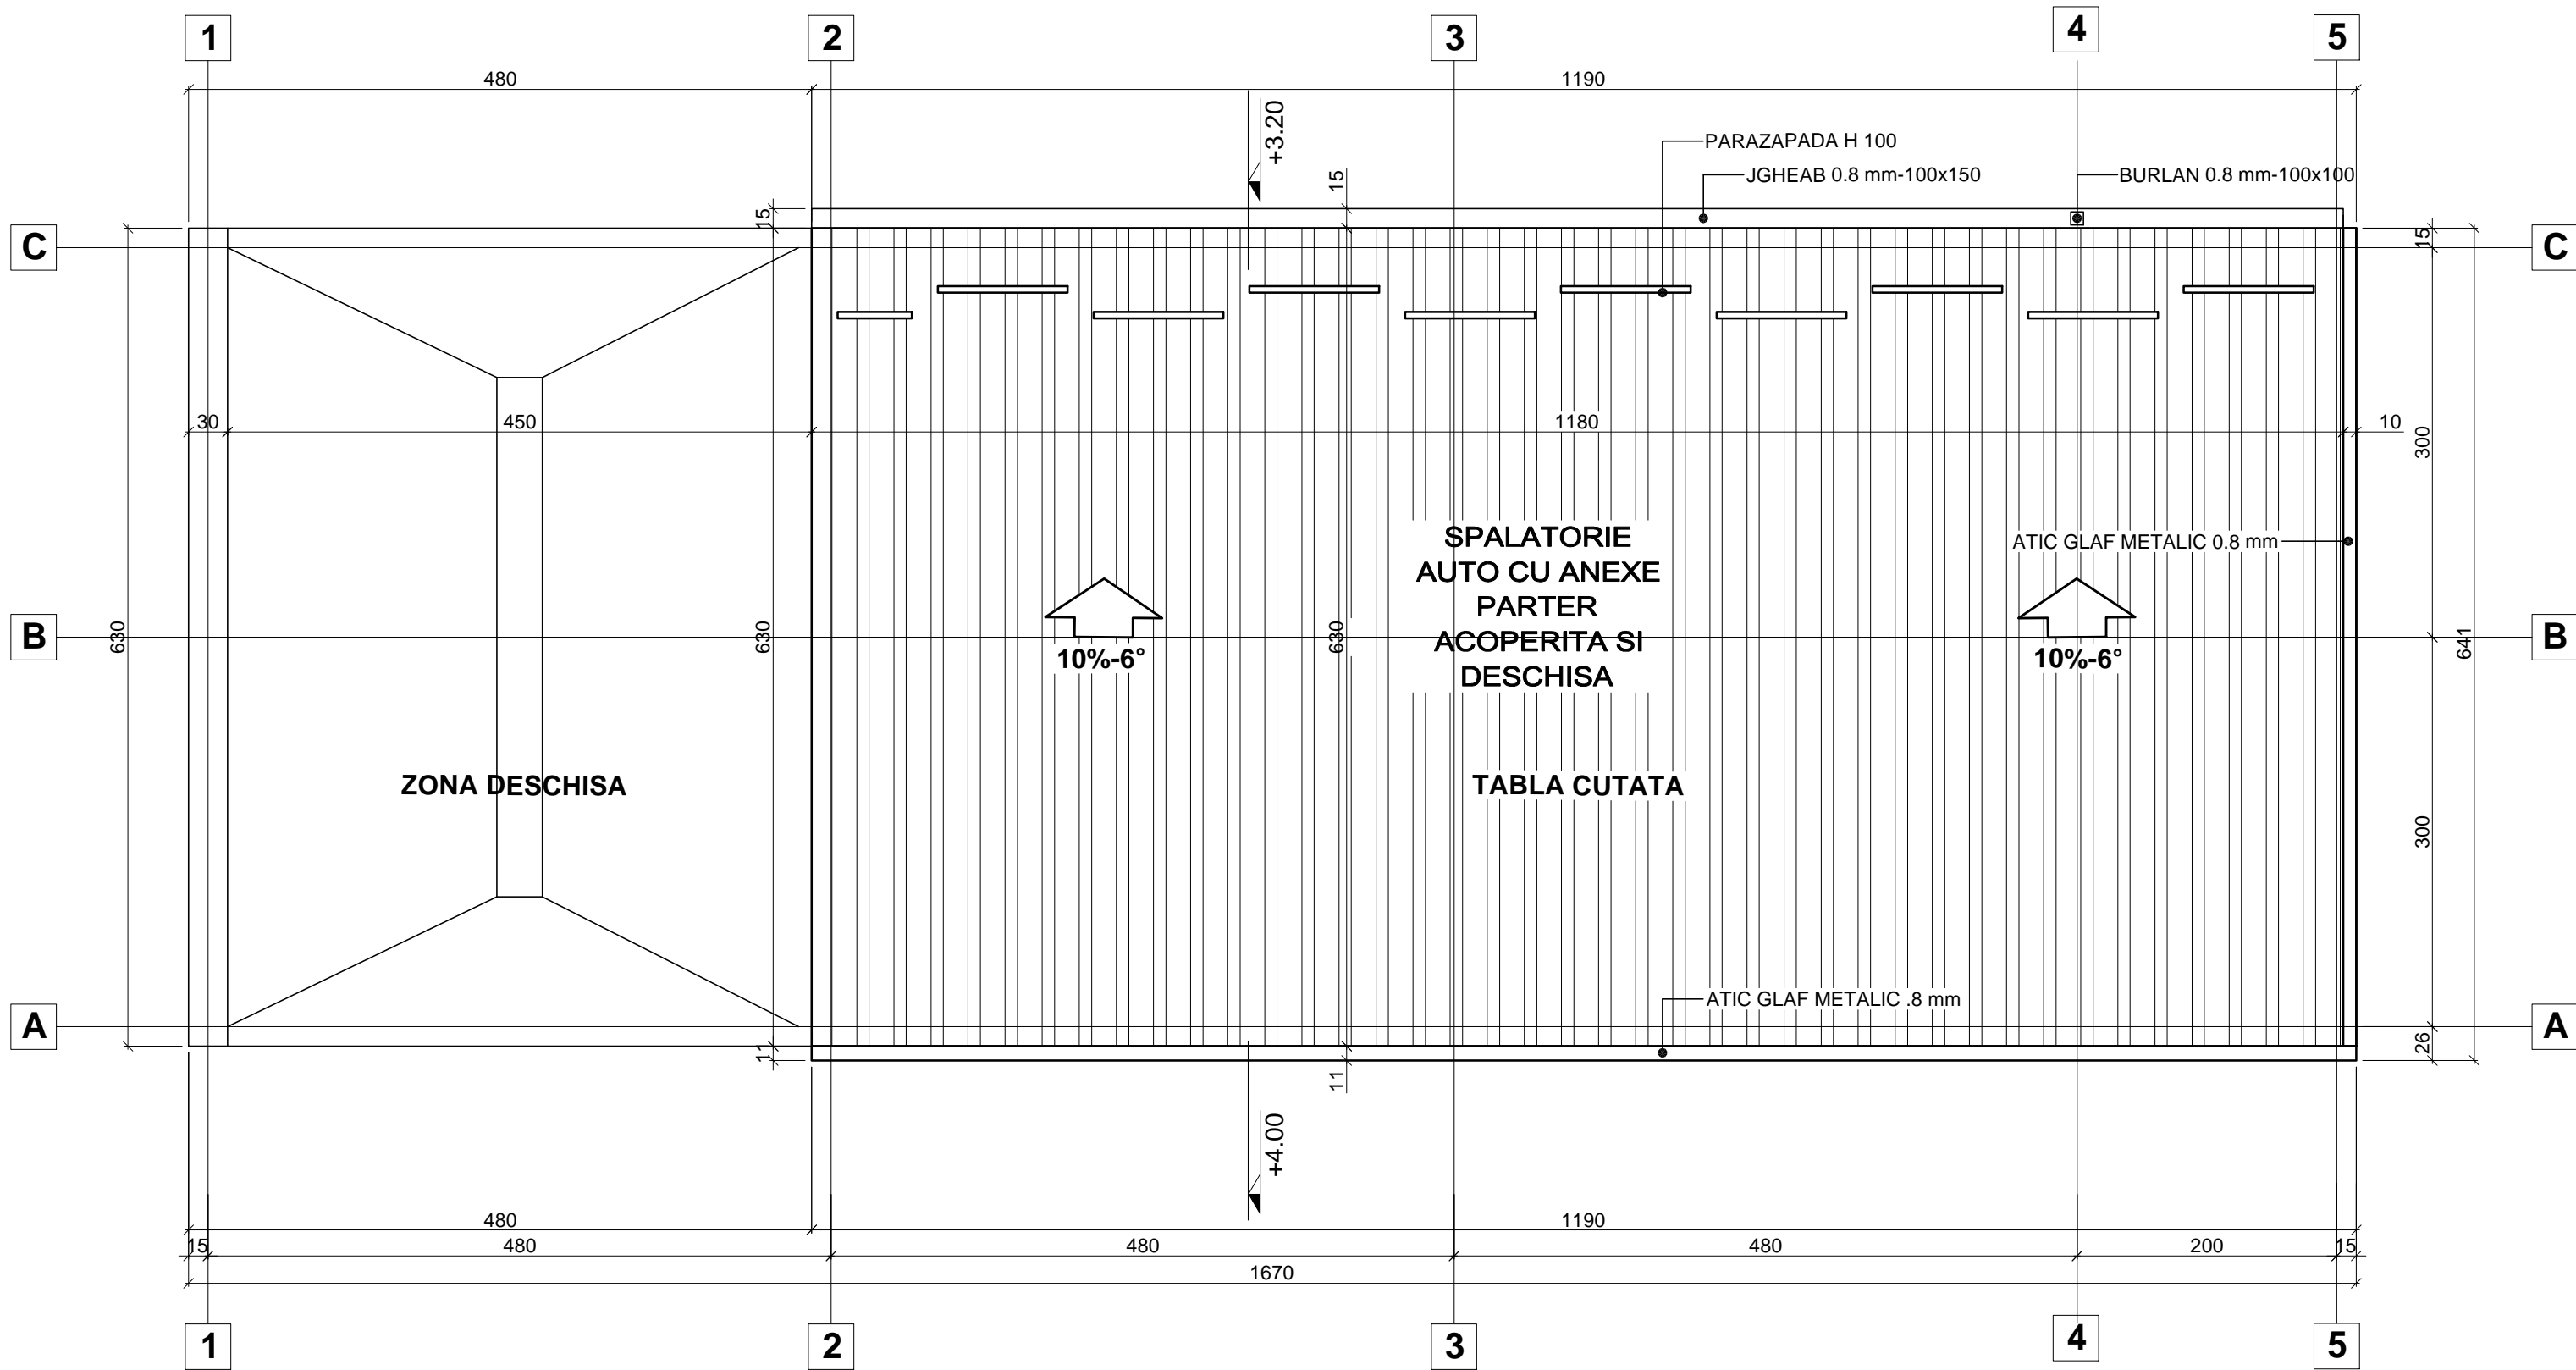 1
2
3
4
5
480
1190
+3.20
PARAZAPADA H 100
JGHEAB 0.8 mm-100x150
BURLAN 0.8 mm-100x100
15
15
15
C
C
30
450
1180
10
300
SPALATORIE
AUTO CU ANEXE
PARTER
ACOPERITA SI
DESCHISA
ATIC GLAF METALIC 0.8 mm
B
630
630
630
10%-6°
10%-6°
641
B
ZONA DESCHISA
TABLA CUTATA
300
ATIC GLAF METALIC .8 mm
A
A
11
11
26
+4.00
480
1190
15
480
480
480
200
15
1670
1
2
3
4
5